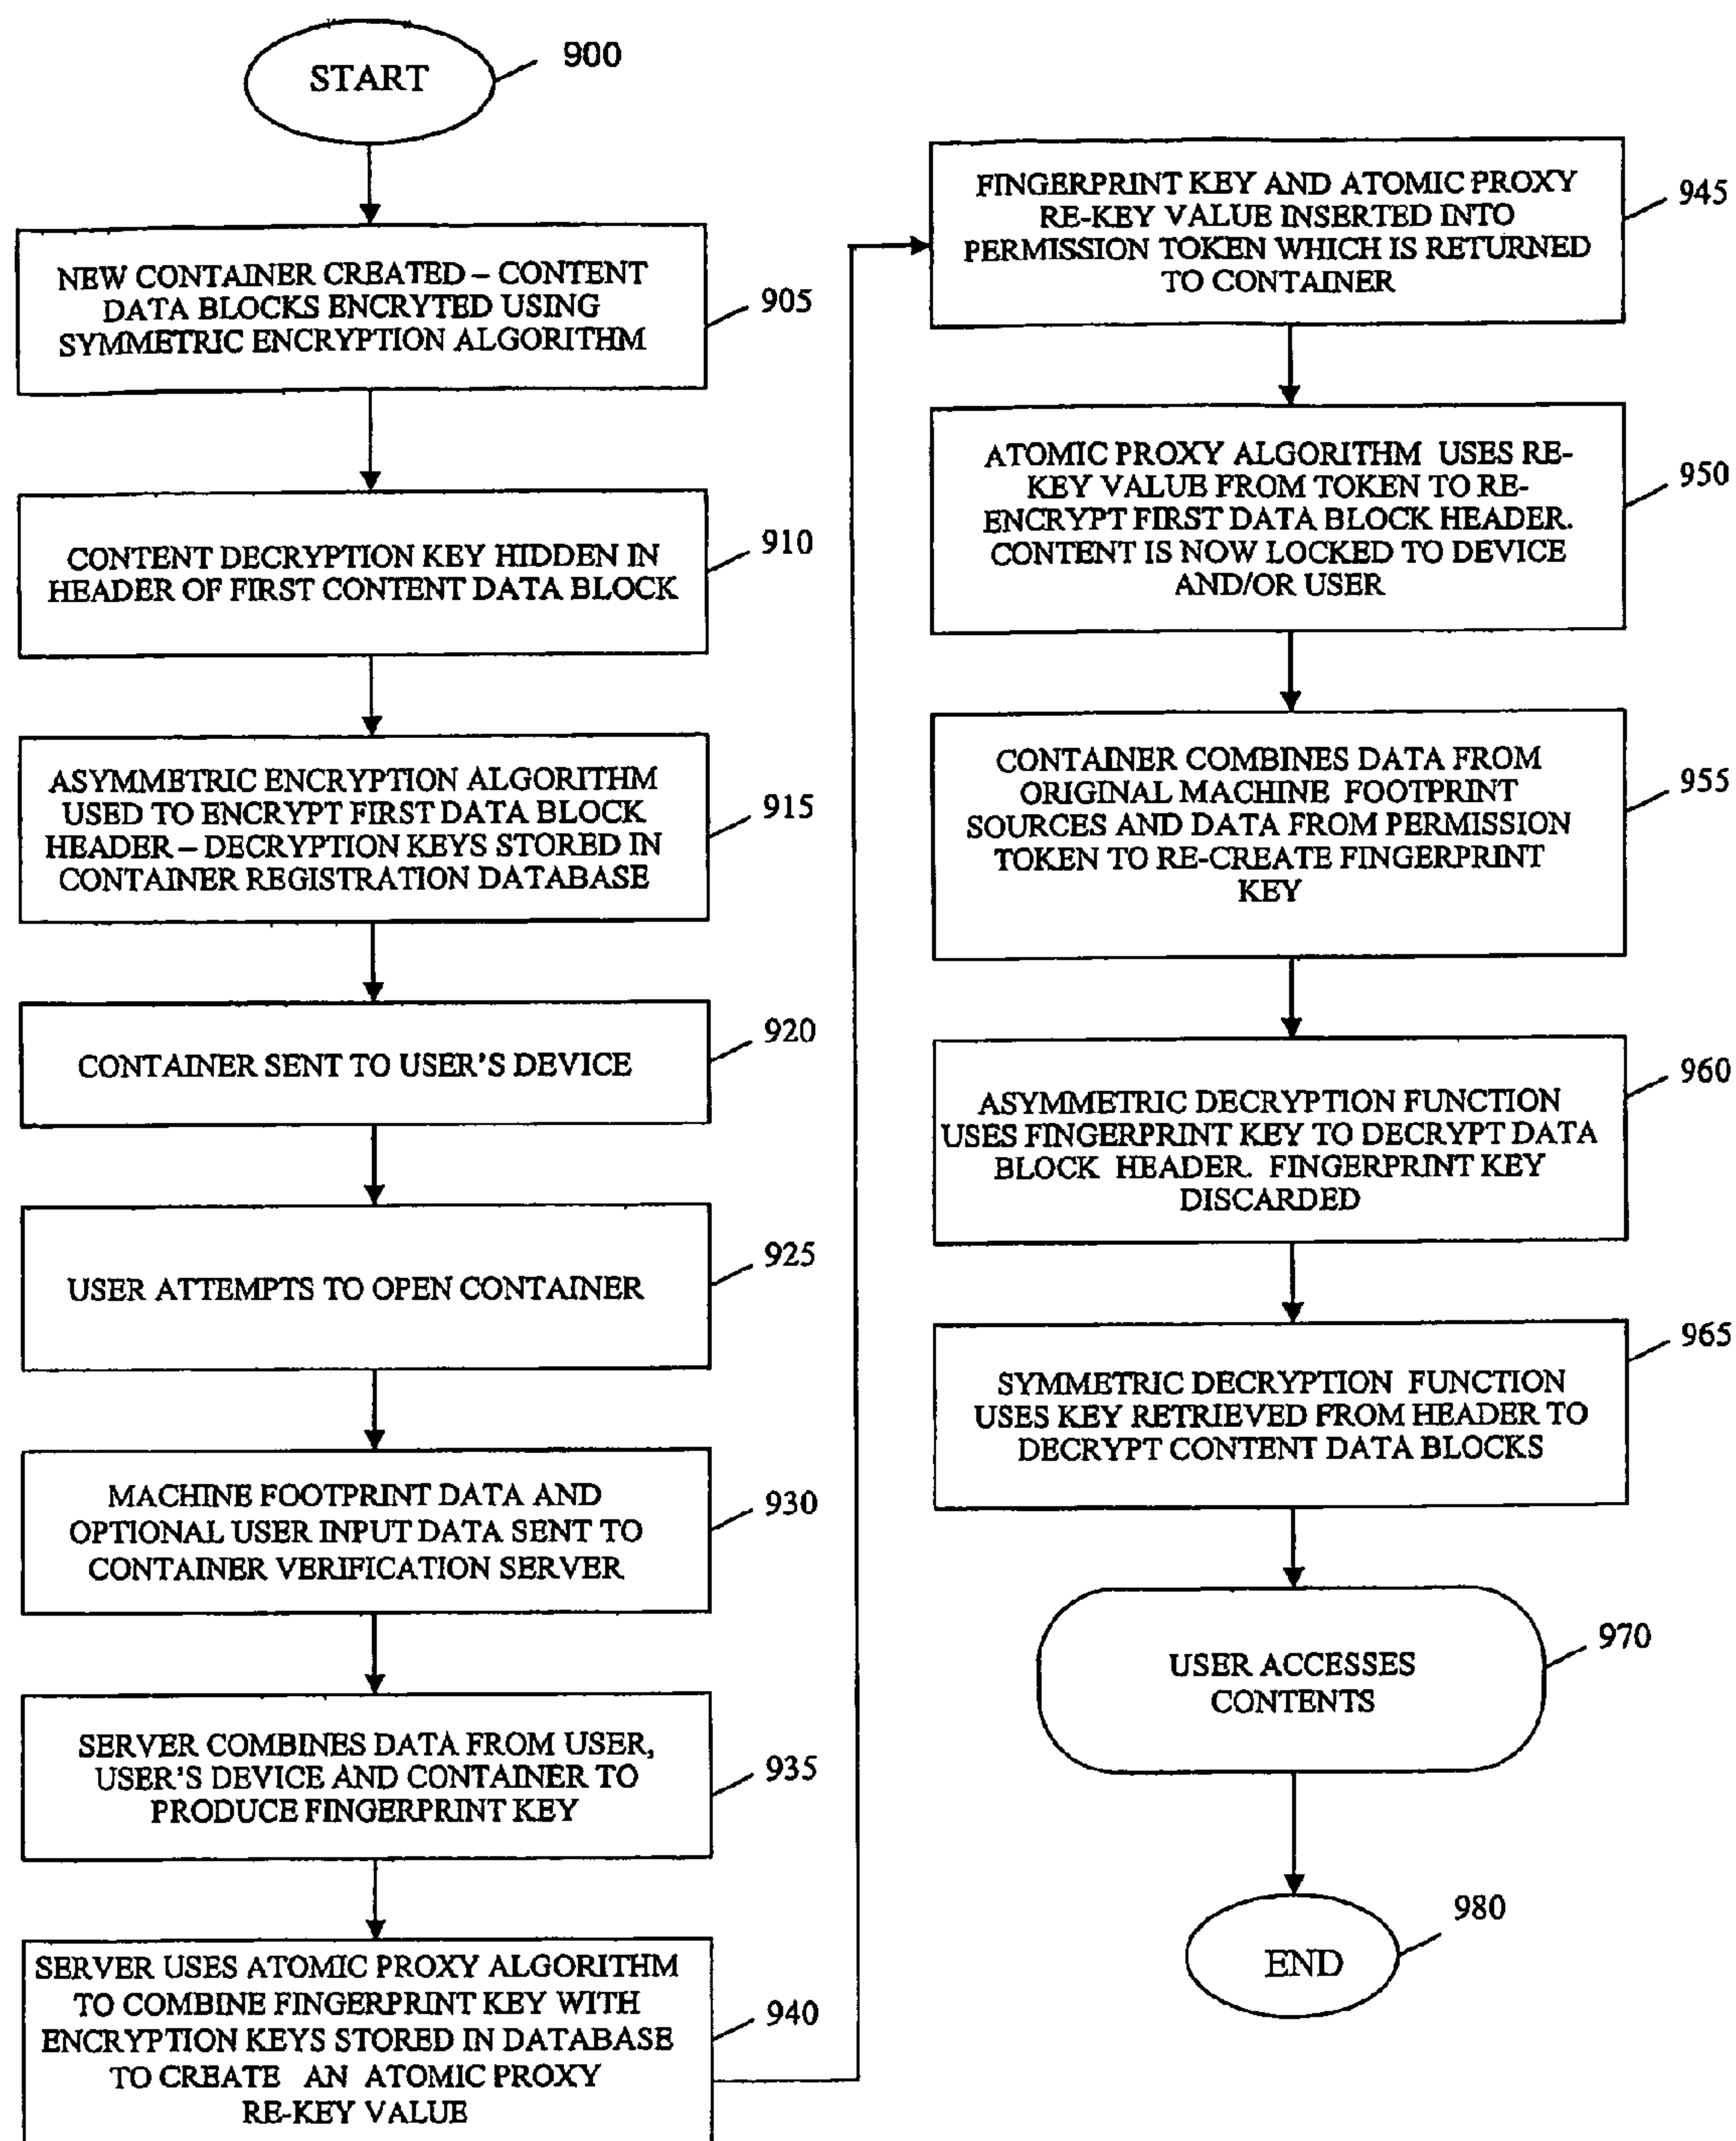 START
900
NEW CONTAINER CREATED – CONTENT
DATA BLOCKS ENCRYTED USING
SYMMETRIC ENCRYPTION ALGORITHM
905
CONTENT DECRYPTION KEY HIDDEN IN
HEADER OF FIRST CONTENT DATA BLOCK
910
ASYMMETRIC ENCRYPTION ALGORITHM
USED TO ENCRYPT FIRST DATA BLOCK
HEADER – DECRYPTION KEYS STORED IN
CONTAINER REGISTRATION DATABASE
915
CONTAINER SENT TO USER'S DEVICE
920
USER ATTEMPTS TO OPEN CONTAINER
925
MACHINE FOOTPRINT DATA AND
OPTIONAL USER INPUT DATA SENT TO
CONTAINER VERIFICATION SERVER
930
SERVER COMBINES DATA FROM USER,
USER'S DEVICE AND CONTAINER TO
PRODUCE FINGERPRINT KEY
935
SERVER USES ATOMIC PROXY ALGORITHM
TO COMBINE FINGERPRINT KEY WITH
ENCRYPTION KEYS STORED IN DATABASE
TO CREATE AN ATOMIC PROXY
RE-KEY VALUE
940
FINGERPRINT KEY AND ATOMIC PROXY
RE-KEY VALUE INSERTED INTO
PERMISSION TOKEN WHICH IS RETURNED
TO CONTAINER
945
ATOMIC PROXY ALGORITHM USES RE-
KEY VALUE FROM TOKEN TO RE-
ENCRYPT FIRST DATA BLOCK HEADER.
CONTENT IS NOW LOCKED TO DEVICE
AND/OR USER
950
CONTAINER COMBINES DATA FROM
ORIGINAL MACHINE FOOTPRINT
SOURCES AND DATA FROM PERMISSION
TOKEN TO RE-CREATE FINGERPRINT
KEY
955
ASYMMETRIC DECRYPTION FUNCTION
USES FINGERPRINT KEY TO DECRYPT DATA
BLOCK HEADER. FINGERPRINT KEY
DISCARDED
960
SYMMETRIC DECRYPTION FUNCTION
USES KEY RETRIEVED FROM HEADER TO
DECRYPT CONTENT DATA BLOCKS
965
USER ACCESSES
CONTENTS
970
END
980